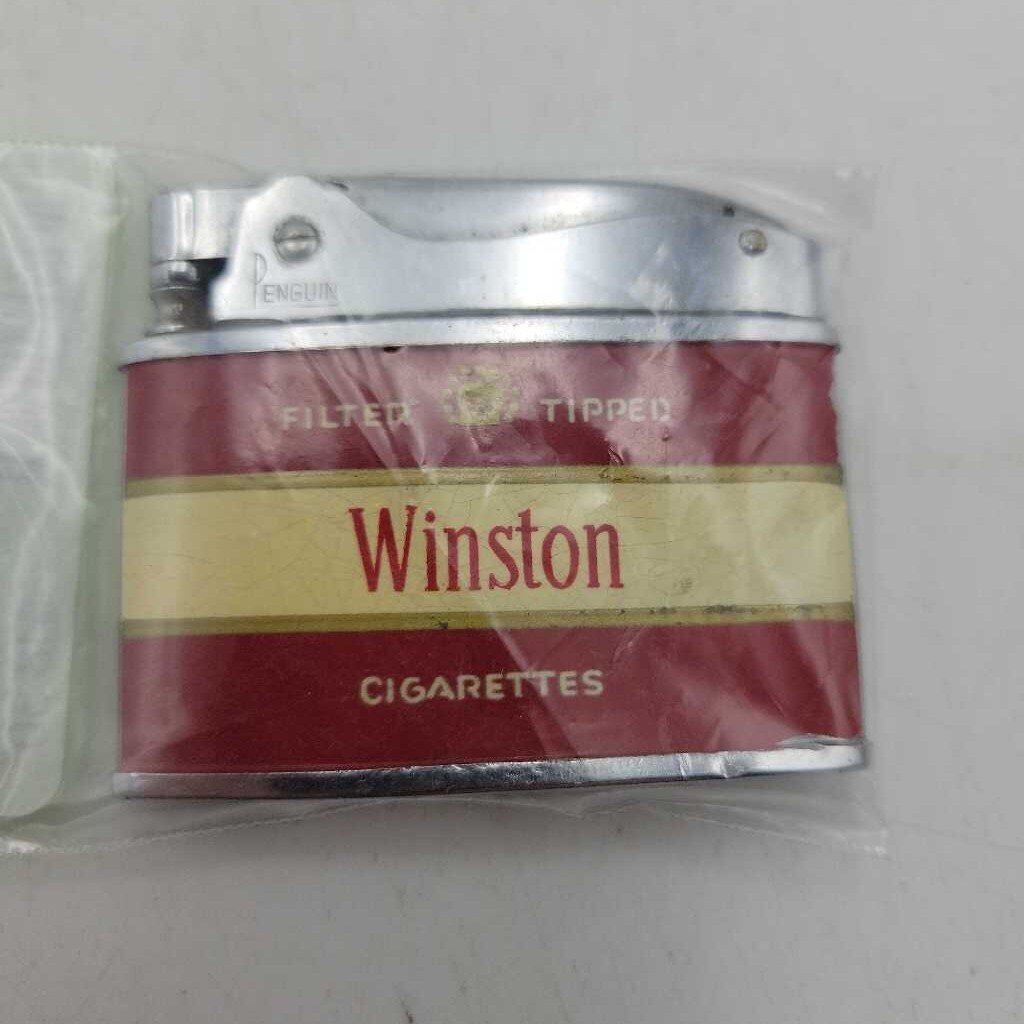 PENGUIN
FILTER TIPPED
Winston
CIGARETTES